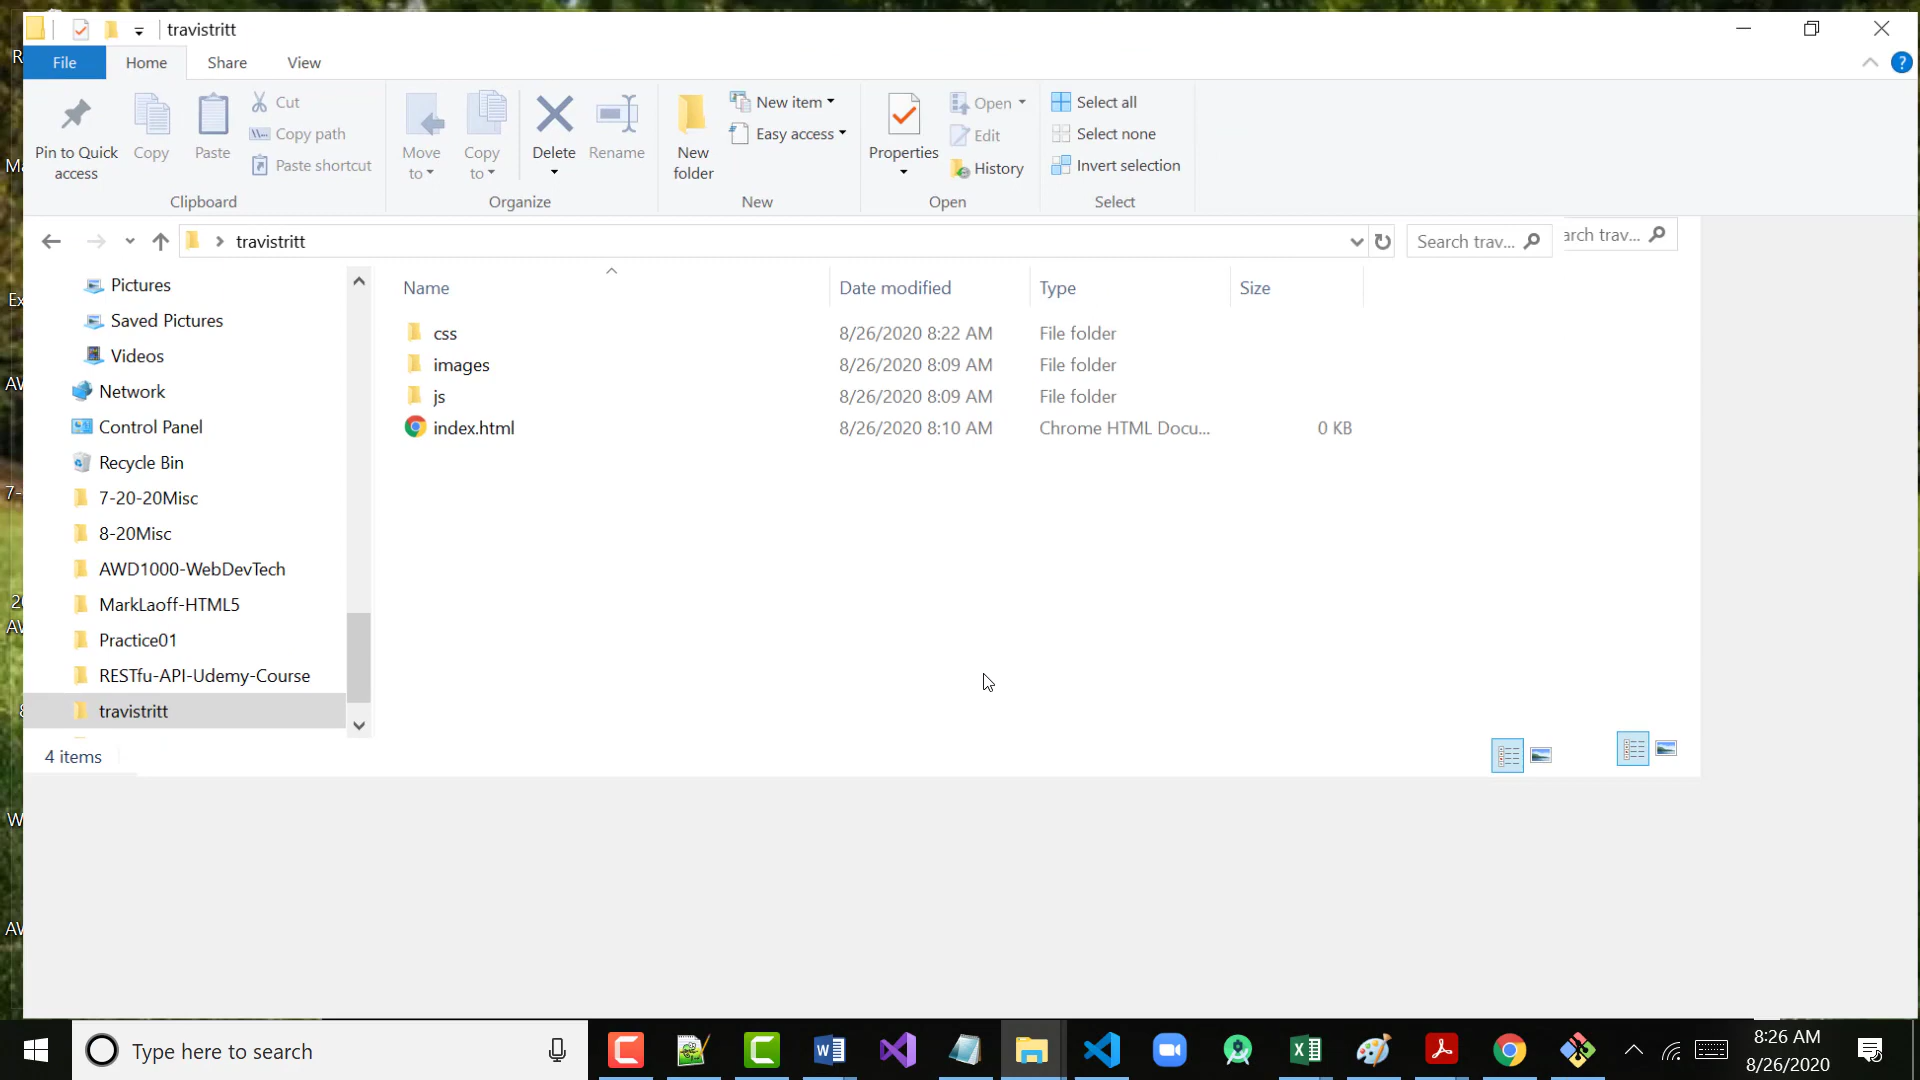 travistritt
File Home Share View
Pin to Quick access
Copy
Paste
Cut
Copy path
Paste shortcut
Clipboard
Move to
Copy to
Delete
Rename
Organize
New folder
New item
Easy access
New
Properties
Open
Edit
History
Open
Select all
Select none
Invert selection
Select
travistritt
Search trav...
arch trav...
Name Date modified Type Size
css 8/26/2020 8:22 AM File folder
images 8/26/2020 8:09 AM File folder
js 8/26/2020 8:09 AM File folder
index.html 8/26/2020 8:10 AM Chrome HTML Docu... 0 KB
Pictures
Saved Pictures
Videos
Network
Control Panel
Recycle Bin
7-20-20Misc
8-20Misc
AWD1000-WebDevTech
MarkLaoff-HTML5
Practice01
RESTfu-API-Udemy-Course
travistritt
4 items
Type here to search
8:26 AM
8/26/2020